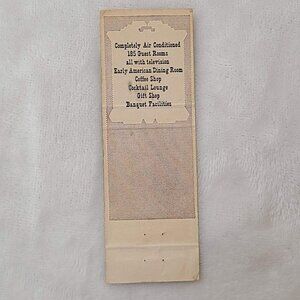 Completely Air Conditioned
185 Guest Rooms
all with television
Early American Dining Room
Coffee Shop
Cocktail Lounge
Gift Shop
Banquet Facilities